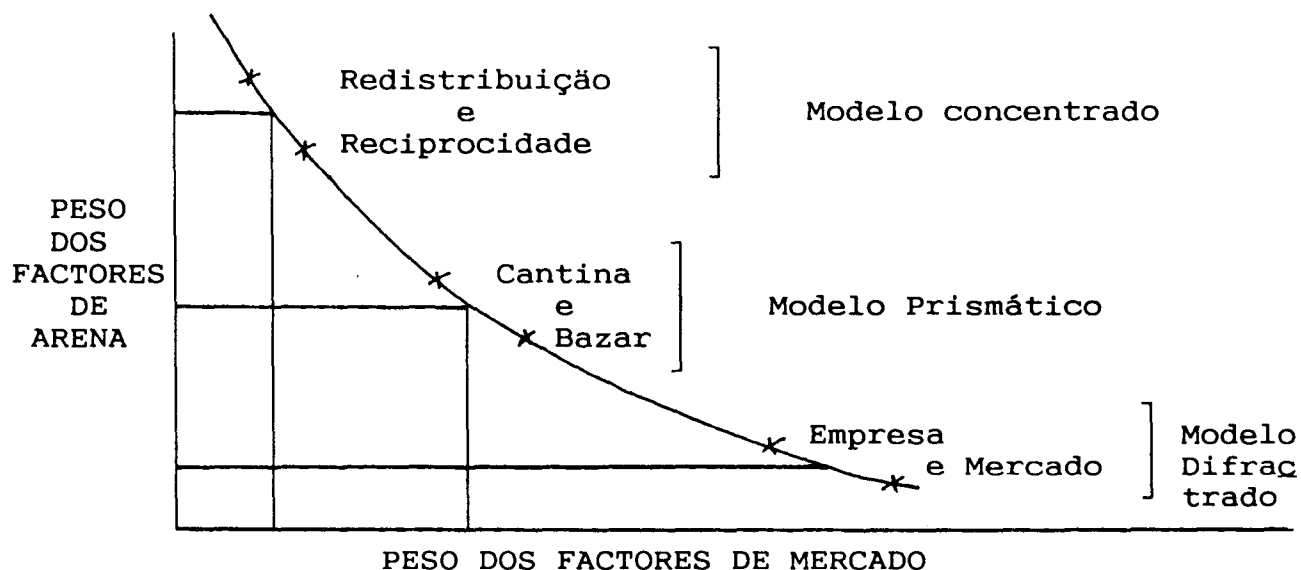 Redistribuição
e
Reciprocidade
Modelo concentrado
PESO
DOS
FACTORES
DE
ARENA
Cantina
e
Bazar
Modelo Prismático
Empresa
e Mercado
Modelo
Difrac
trado
PESO DOS FACTORES DE MERCADO